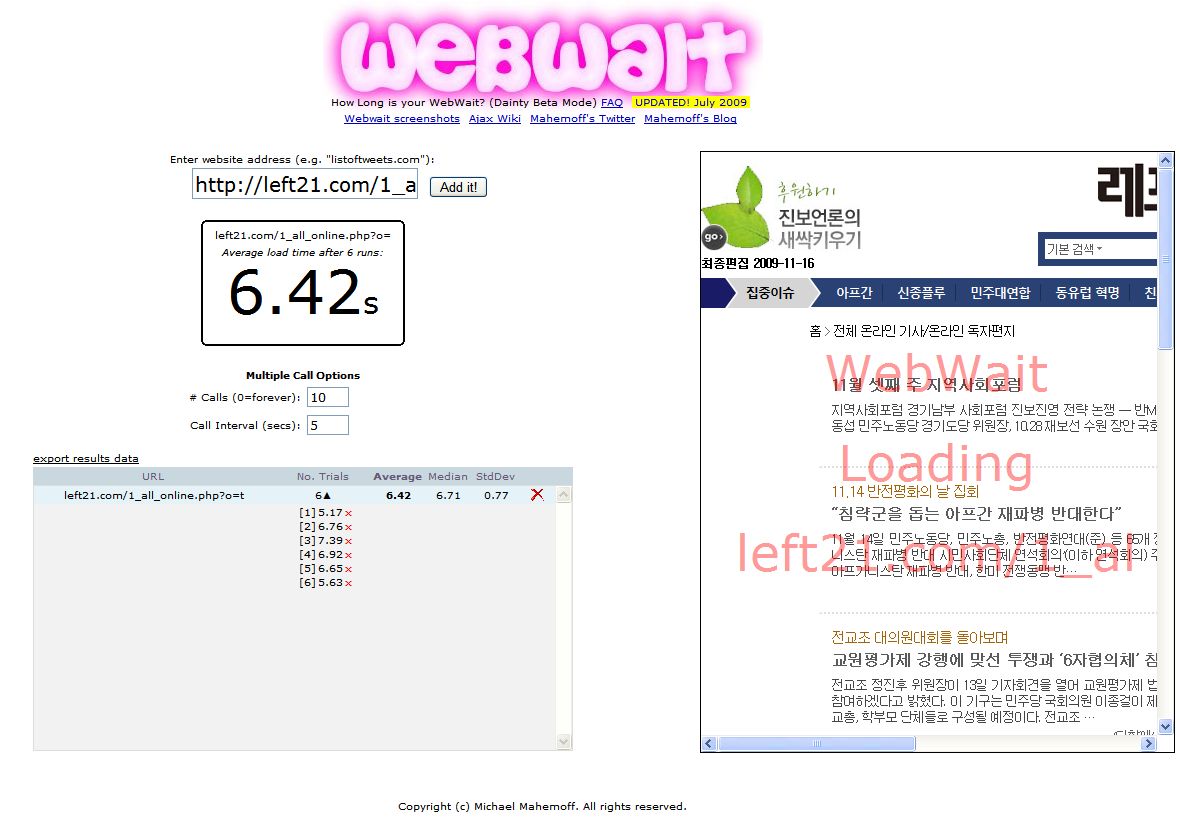 WebWait
How Long is your WebWait? (Dainty Beta Mode) FAQ UPDATED! July 2009
Webwait screenshots Ajax Wiki Mahemoff's Twitter Mahemoff's Blog
Enter website address (e.g. "listoftweets.com"):
http://left21.com/1_a
Add it!
left21.com/1_all_online.php?o=
Average load time after 6 runs:
6.42s
Multiple Call Options
# Calls (0=forever): 10
Call Interval (secs): 5
export results data
URL No. Trials Average Median StdDev
left21.com/1_all_online.php?o=t 6▲ 6.42 6.71 0.77
[1] 5.17 x
[2] 6.76 x
[3] 7.39 x
[4] 6.92 x
[5] 6.65 x
[6] 5.63 x
후원하기
진보언론의
새싹키우기
go›
레프
최종편집 2009-11-16
기본 검색
집중이슈 아프간 신종플루 민주대연합 동유럽 혁명 친
홈 > 전체 온라인 기사/온라인 독자편지
WebWait
11월 셋째 주 지역사회포럼
지역사회포럼 경기남부 사회포럼 진보진영 전략 논쟁 — 반M
동섭 민주노동당 경기도당 위원장, 10.28 재보선 수원 장안 국회
Loading
11.14 반전평화의 날 집회
“침략군을 돕는 아프간 재파병 반대한다”
left21.com/1_al
11월 14일 민주노동당, 민주노총, 반전평화연대(준) 등 65개
니스탄 재파병 반대 시민사회단체 연석회의’(이하 연석회의) 주
아프가니스탄 재파병 반대, 한미 전쟁동맹 반…
전교조 대의원대회를 돌아보며
교원평가제 강행에 맞선 투쟁과 ‘6자협의체’ 참
전교조 정진후 위원장이 13일 기자회견을 열어 교원평가제 법
참여하겠다고 밝혔다. 이 기구는 민주당 국회의원 이종걸이 제
교총, 학부모 단체들로 구성될 예정이다. 전교조 …
Copyright (c) Michael Mahemoff. All rights reserved.